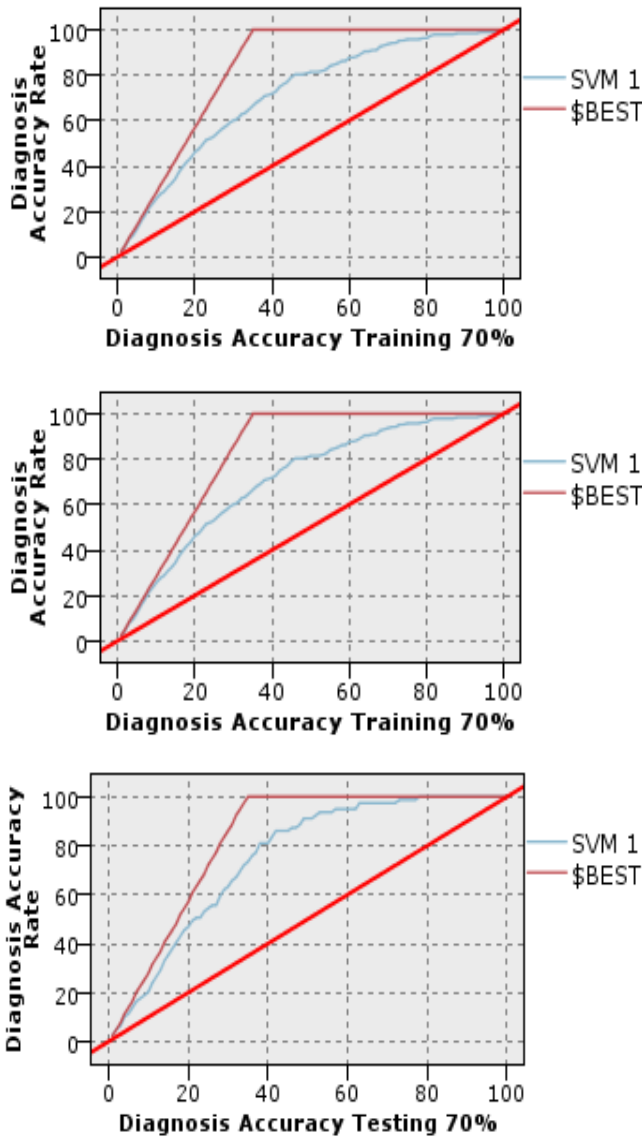 Diagnosis
Accuracy Rate
100
80
60
40
20
0
0 20 40 60 80 100
Diagnosis Accuracy Training 70%
SVM 1
$BEST
Diagnosis
Accuracy Rate
100
80
60
40
20
0
0 20 40 60 80 100
Diagnosis Accuracy Training 70%
SVM 1
$BEST
Diagnosis Accuracy
Rate
100
80
60
40
20
0
0 20 40 60 80 100
Diagnosis Accuracy Testing 70%
SVM 1
$BEST